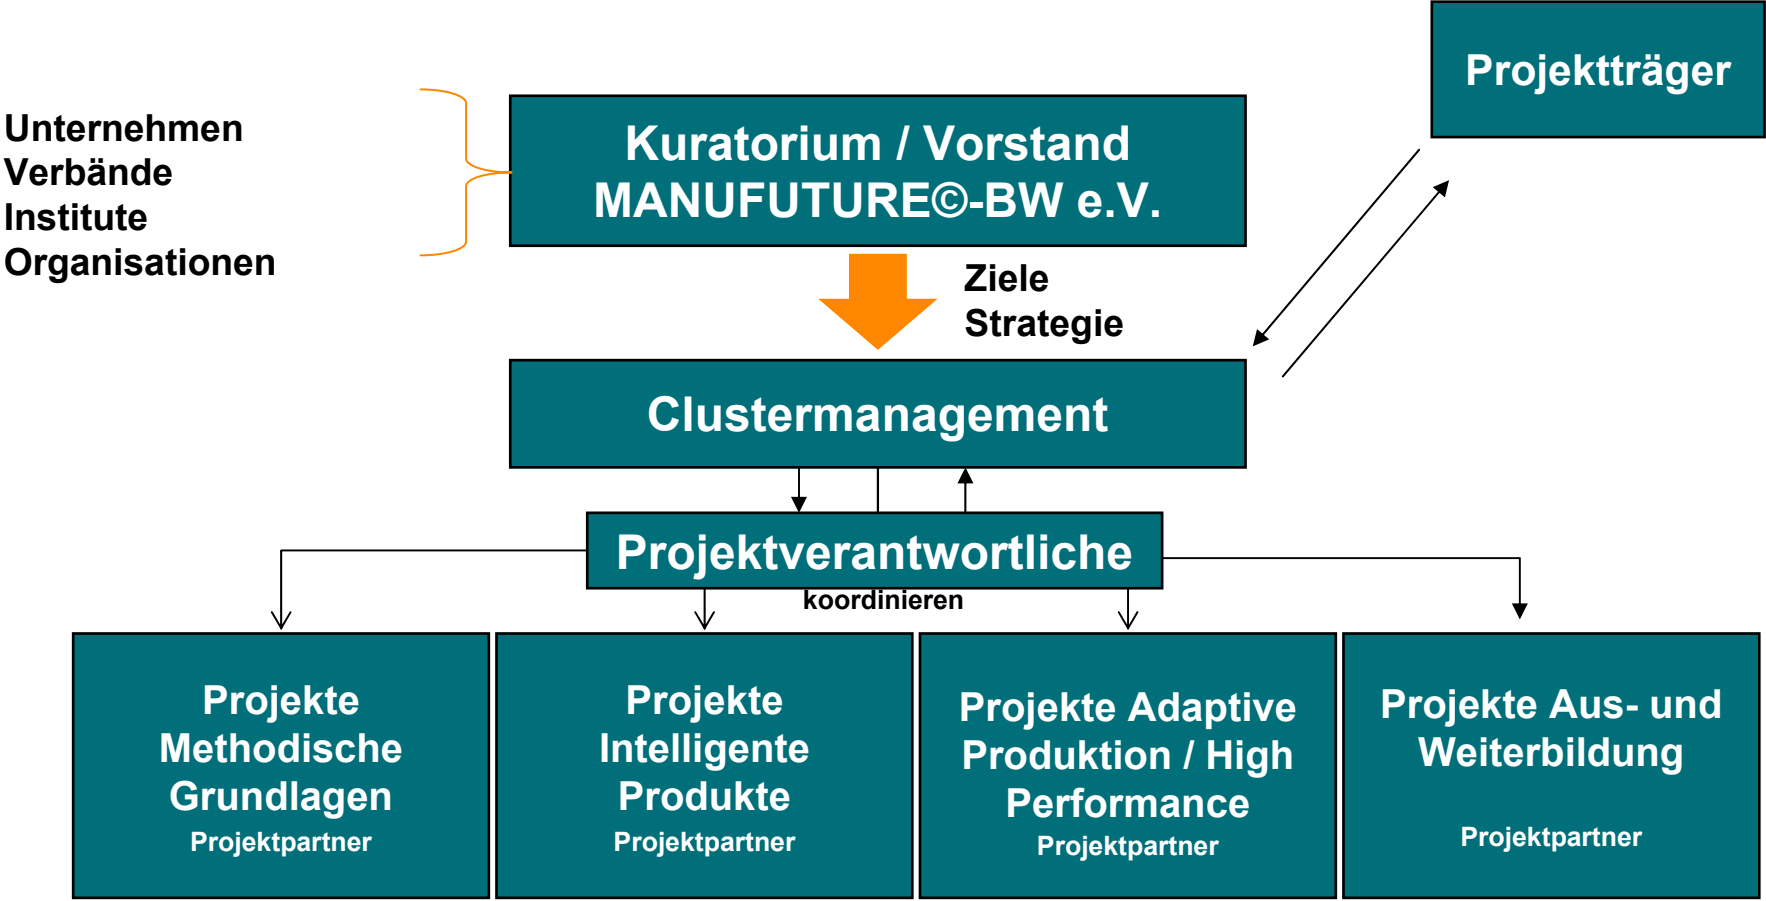 Projektträger
Unternehmen
Verbände
Institute
Organisationen
Kuratorium / Vorstand
MANUFUTURE©-BW e.V.
Ziele
Strategie
Clustermanagement
Projektverantwortliche
koordinieren
Projekte
Methodische
Grundlagen
Projektpartner
Projekte
Intelligente
Produkte
Projektpartner
Projekte Adaptive
Produktion / High
Performance
Projektpartner
Projekte Aus- und
Weiterbildung
Projektpartner